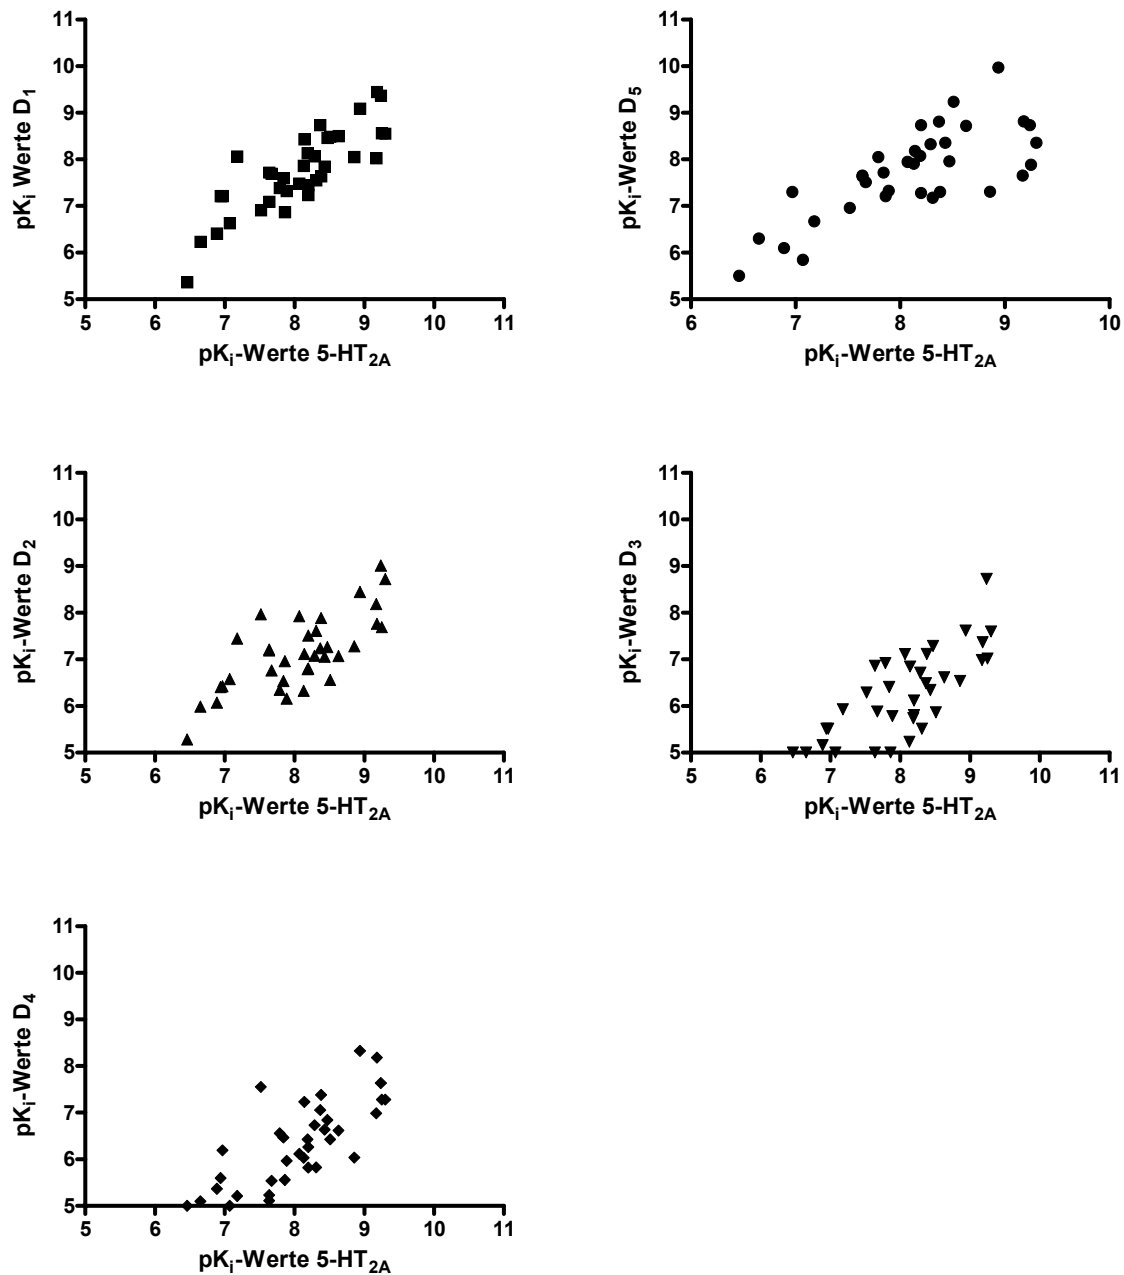 11
10
9
8
7
6
5
5 6 7 8 9 10 11
pKi Werte D1
pKi-Werte 5-HT2A
11
10
9
8
7
6
5
6 7 8 9 10
pKi-Werte D5
pKi-Werte 5-HT2A
11
10
9
8
7
6
5
5 6 7 8 9 10 11
pKi-Werte D2
pKi-Werte 5-HT2A
11
10
9
8
7
6
5
5 6 7 8 9 10 11
pKi-Werte D3
pKi-Werte 5-HT2A
11
10
9
8
7
6
5
5 6 7 8 9 10 11
pKi-Werte D4
pKi-Werte 5-HT2A